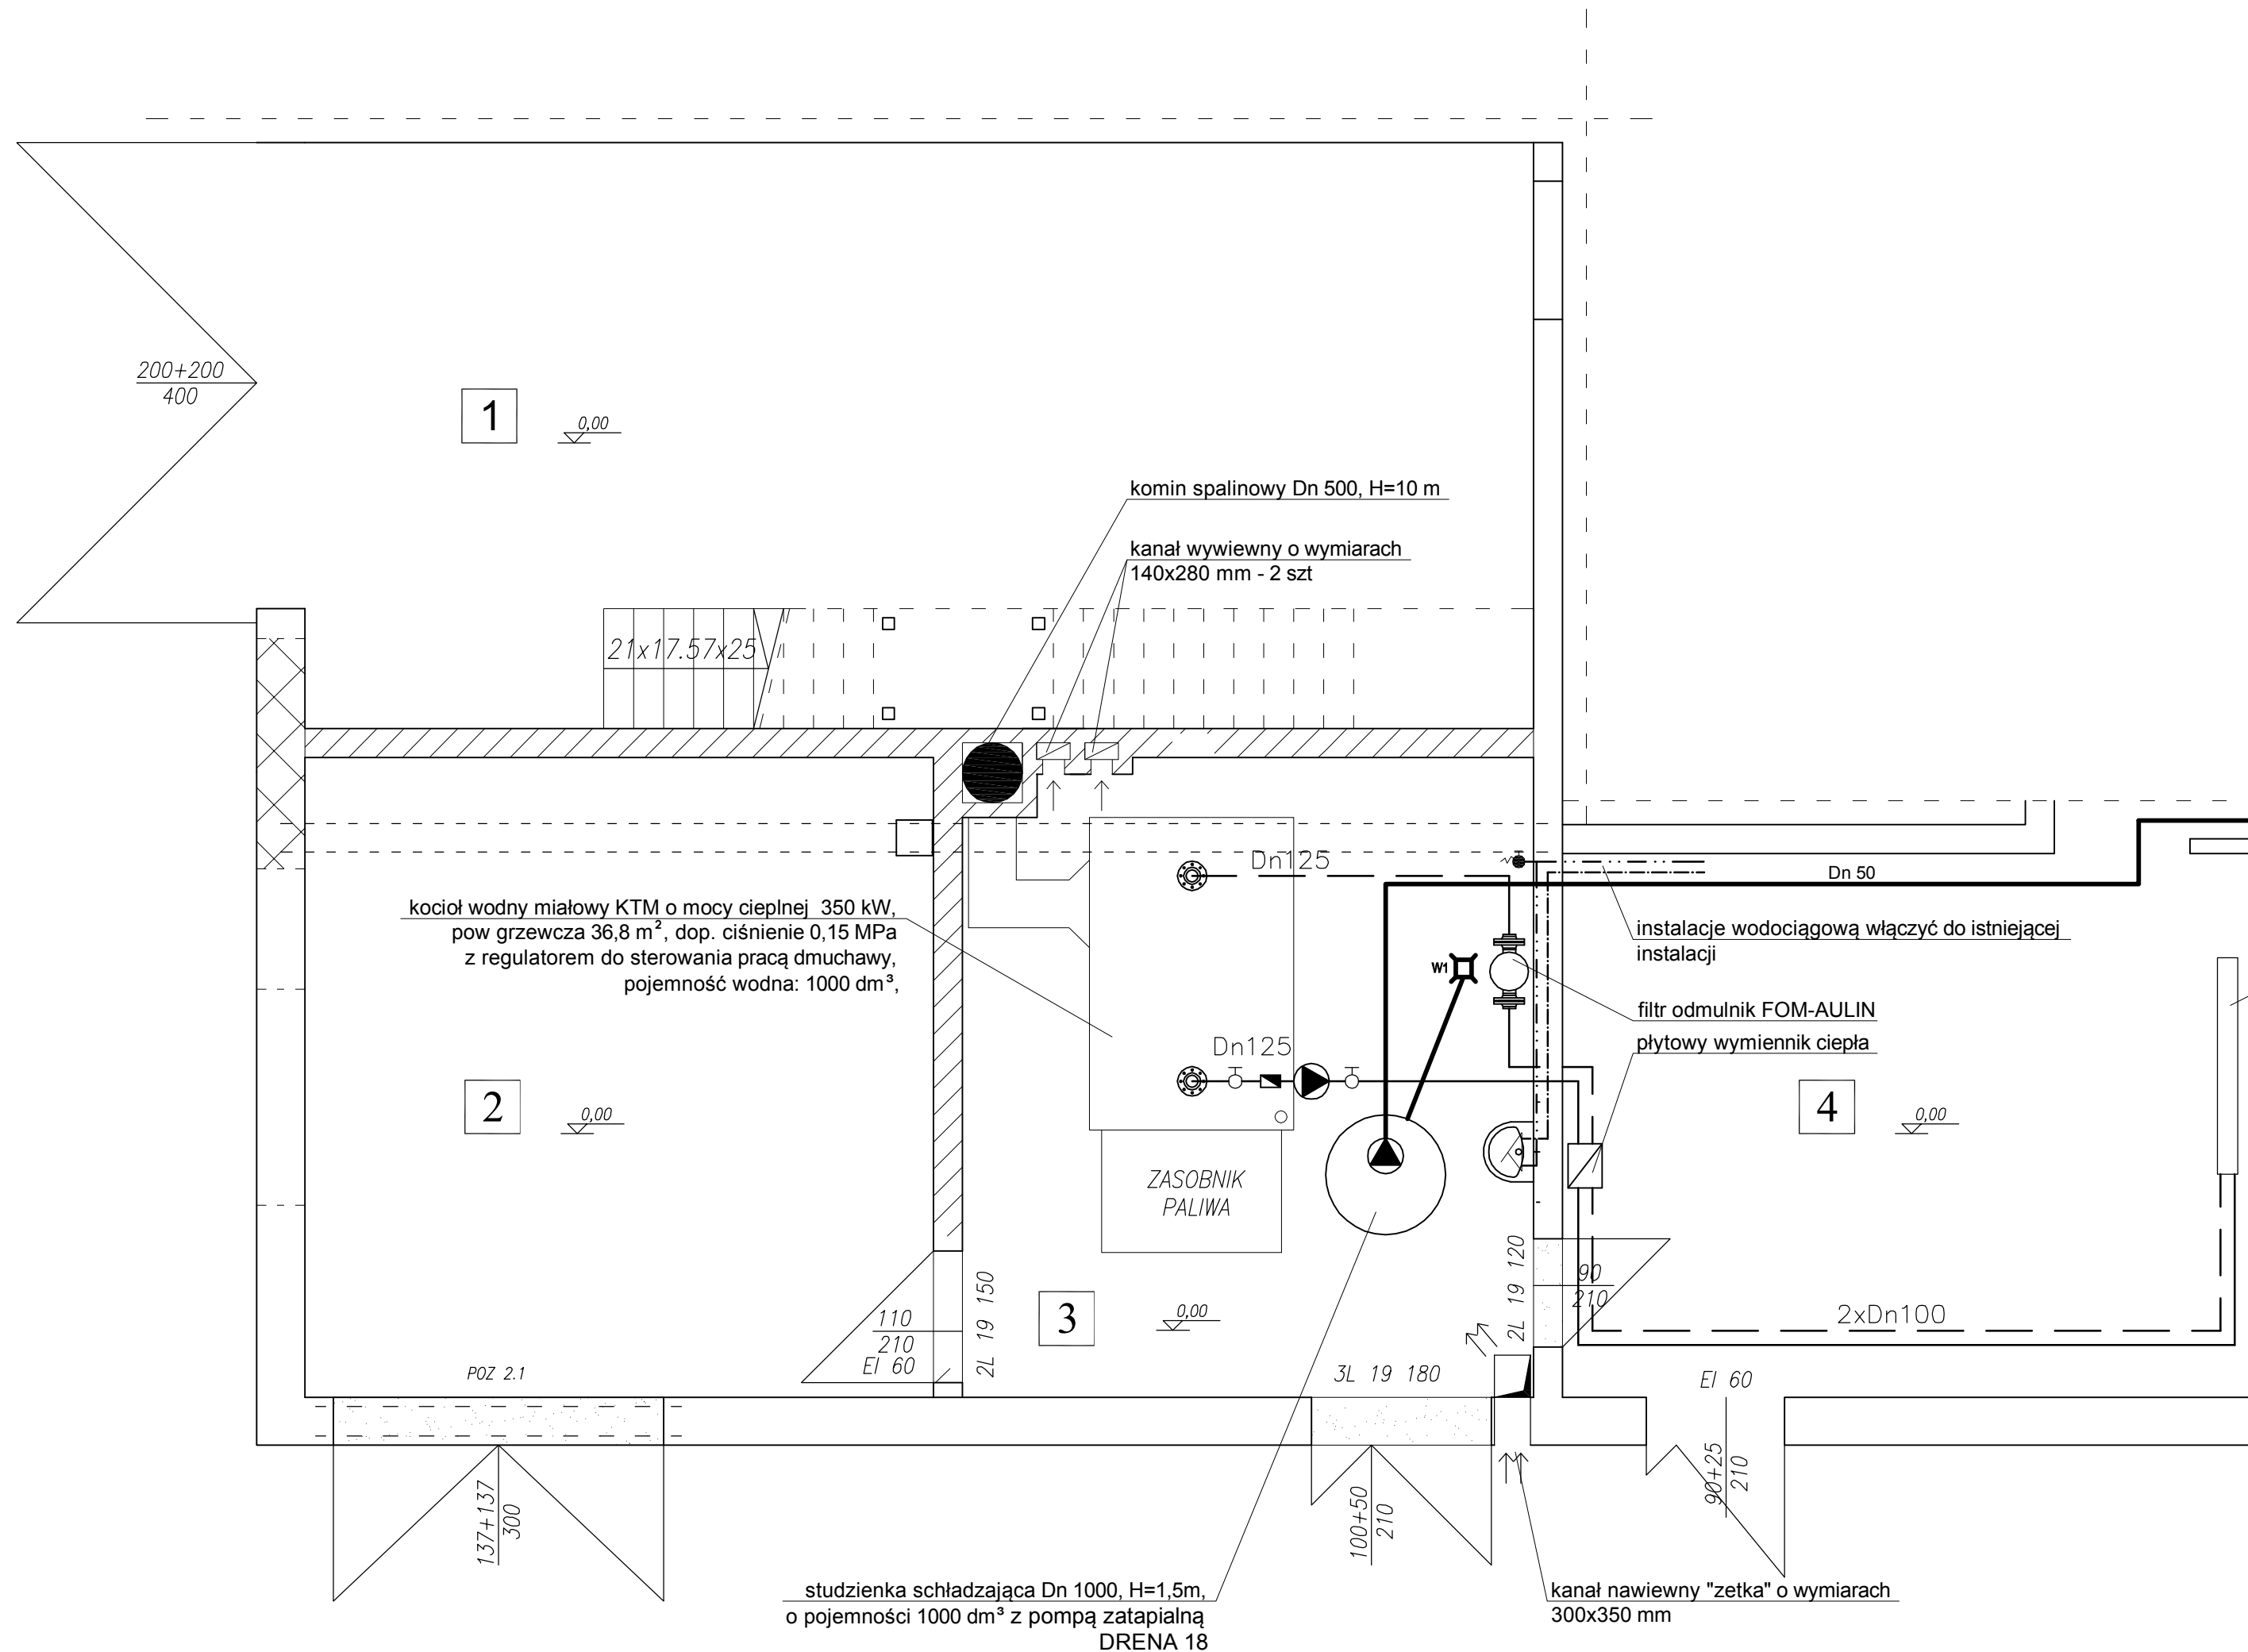 200+200
400
1
0,00
komin spalinowy Dn 500, H=10 m
kanał wywiewny o wymiarach
140x280 mm - 2 szt
21x17.57x25
Dn125
Dn 50
kocioł wodny miałowy KTM o mocy cieplnej 350 kW,
pow grzewcza 36,8 m², dop. ciśnienie 0,15 MPa
z regulatorem do sterowania pracą dmuchawy,
pojemność wodna: 1000 dm³,
instalacje wodociągową włączyć do istniejącej
instalacji
W1
filtr odmulnik FOM-AULIN
płytowy wymiennik ciepła
Dn125
2
0,00
4
0,00
ZASOBNIK
PALIWA
2L 19 150
2L 19 120
90
210
110
210
EI 60
3
0,00
2xDn100
POZ 2.1
3L 19 180
EI 60
137+137
300
100+50
210
90+25
210
studzienka schładzająca Dn 1000, H=1,5m,
o pojemności 1000 dm³ z pompą zatapialną
DRENA 18
kanał nawiewny "zetka" o wymiarach
300x350 mm